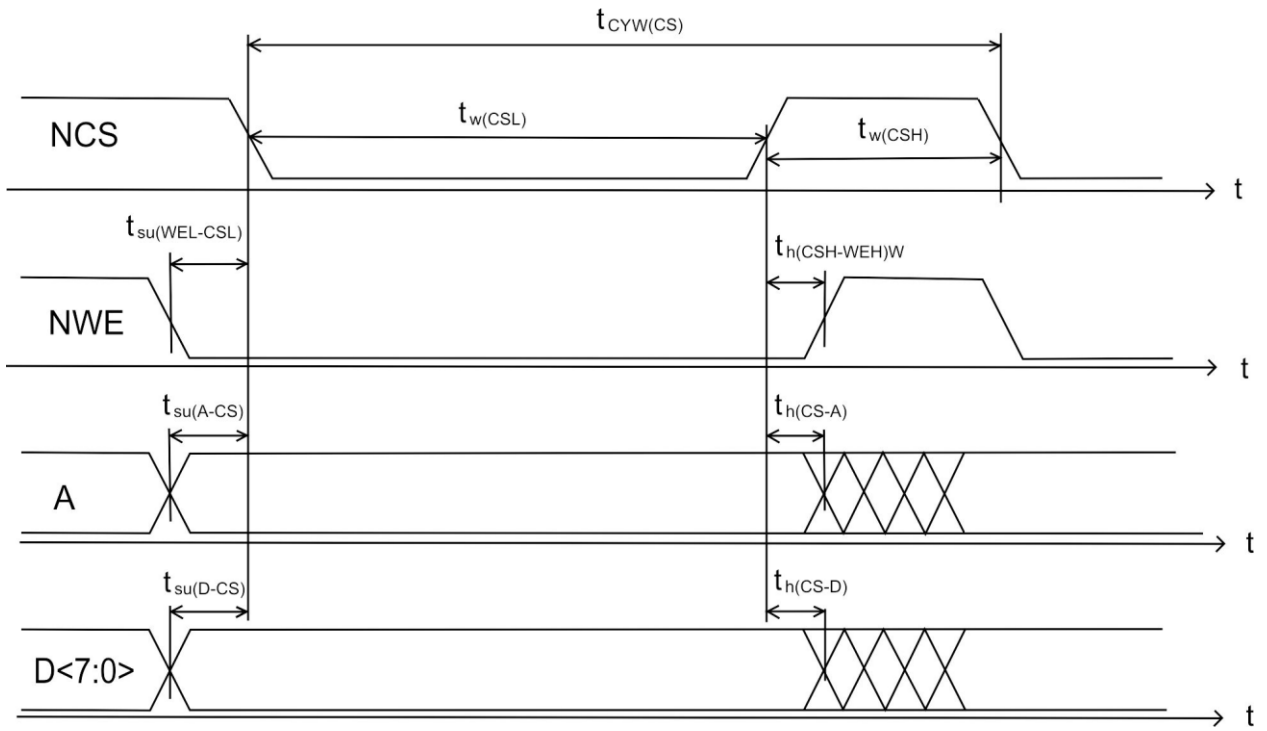 tCYW(CS)
NCS
tw(CSL)
tw(CSH)
t
tsu(WEL-CSL)
th(CSH-WEH)W
NWE
t
tsu(A-CS)
th(CS-A)
A
t
tsu(D-CS)
th(CS-D)
D<7:0>
t